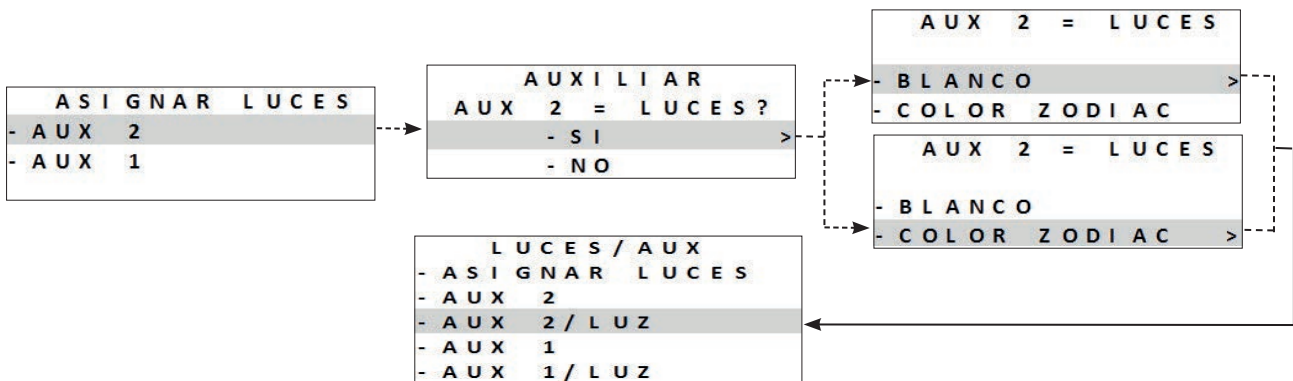 ASIGNAR LUCES
- AUX 2
- AUX 1
AUXILIAR
AUX 2 = LUCES?
- SI >
- NO
AUX 2 = LUCES
- BLANCO >
- COLOR ZODIAC
AUX 2 = LUCES
- BLANCO
- COLOR ZODIAC >
LUCES/AUX
- ASIGNAR LUCES
- AUX 2
- AUX 2/LUZ
- AUX 1
- AUX 1/LUZ